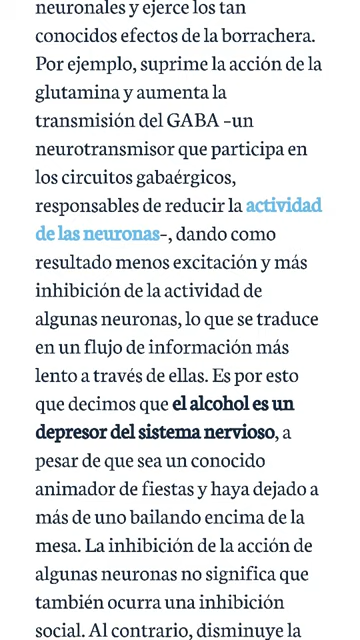 neuronales y ejerce los tan
conocidos efectos de la borrachera.
Por ejemplo, suprime la acción de la
glutamina y aumenta la
transmisión del GABA -un
neurotransmisor que participa en
los circuitos gabaérgicos,
responsables de reducir la actividad
de las neuronas-, dando como
resultado menos excitación y más
inhibición de la actividad de
algunas neuronas, lo que se traduce
en un flujo de información más
lento a través de ellas. Es por esto
que decimos que el alcohol es un
depresor del sistema nervioso, a
pesar de que sea un conocido
animador de fiestas y haya dejado a
más de uno bailando encima de la
mesa. La inhibición de la acción de
algunas neuronas no significa que
también ocurra una inhibición
social. Al contrario, disminuye la